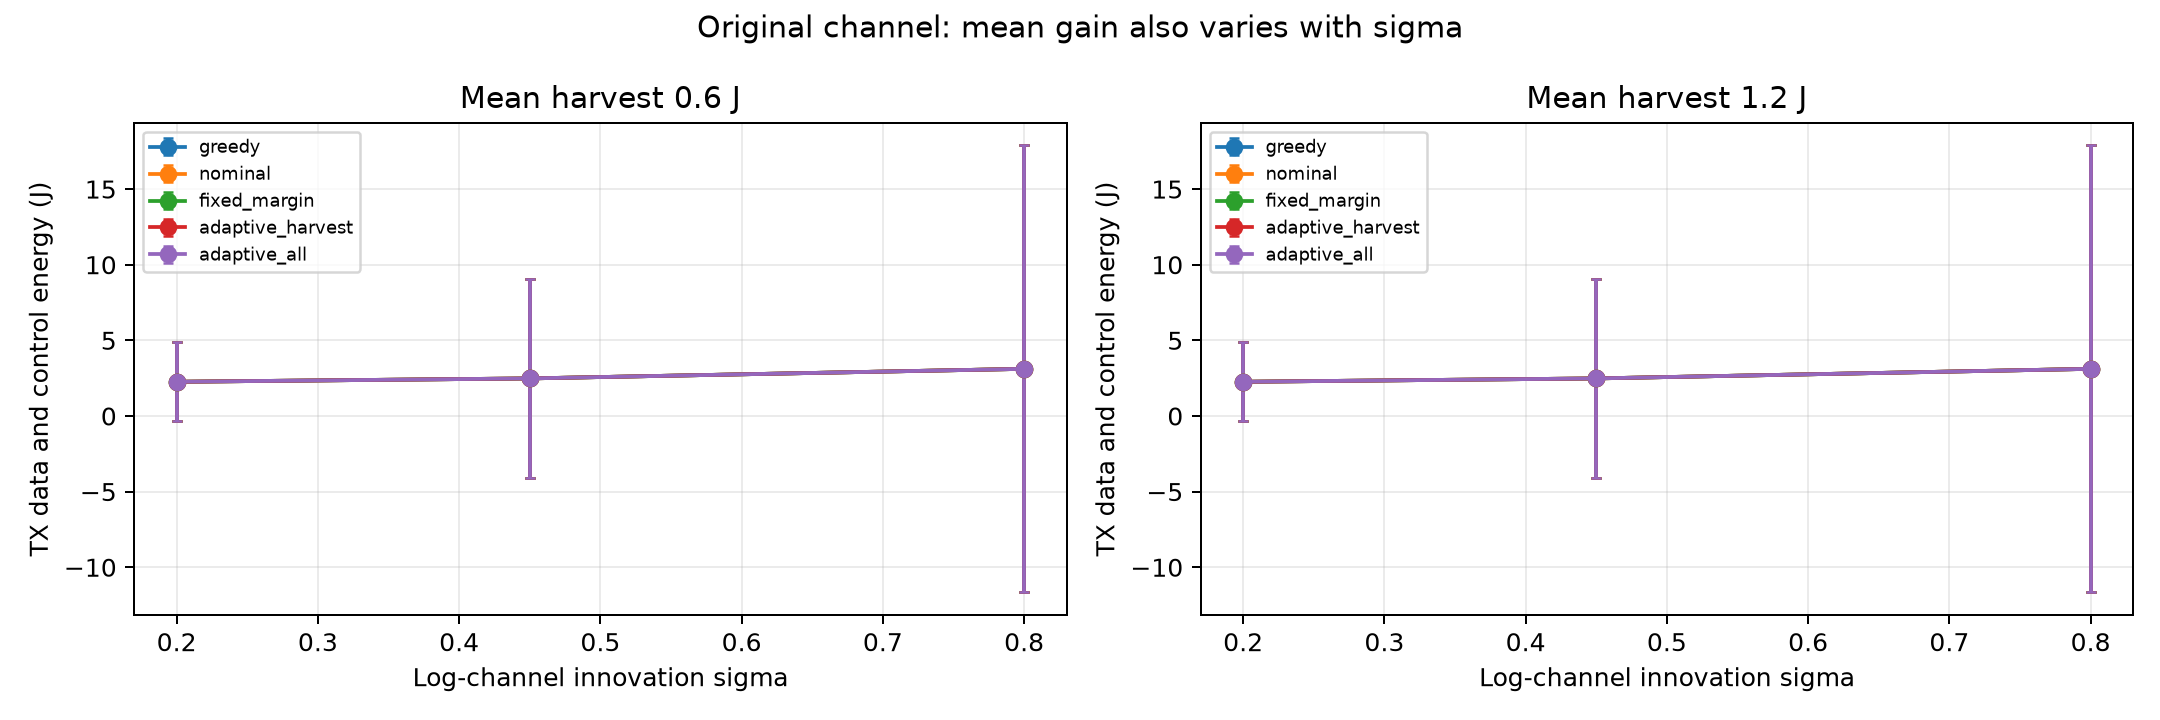 Original channel: mean gain also varies with sigma
Mean harvest 0.6 J
TX data and control energy (J)
15
10
5
0
−5
−10
greedy
nominal
fixed_margin
adaptive_harvest
adaptive_all
0.2 0.3 0.4 0.5 0.6 0.7 0.8
Log-channel innovation sigma
Mean harvest 1.2 J
TX data and control energy (J)
15
10
5
0
−5
−10
greedy
nominal
fixed_margin
adaptive_harvest
adaptive_all
0.2 0.3 0.4 0.5 0.6 0.7 0.8
Log-channel innovation sigma